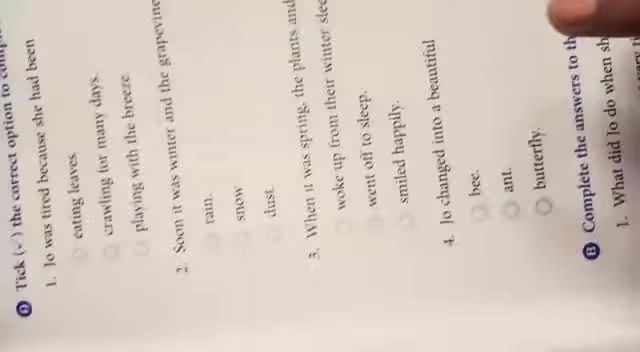 A Tick (✓) the correct option to
1. Jo was tired because she had been
eating leaves.
crawling for many days.
playing with the breeze.
2. Soon it was winter and the grapevine
rain.
snow
dust.
3. When it was spring, the plants and
woke up from their winter
went off to sleep.
smiled happily.
4. Jo changed into a beautiful
bee.
ant.
butterfly.
B Complete the answers to
1. What did Jo do when